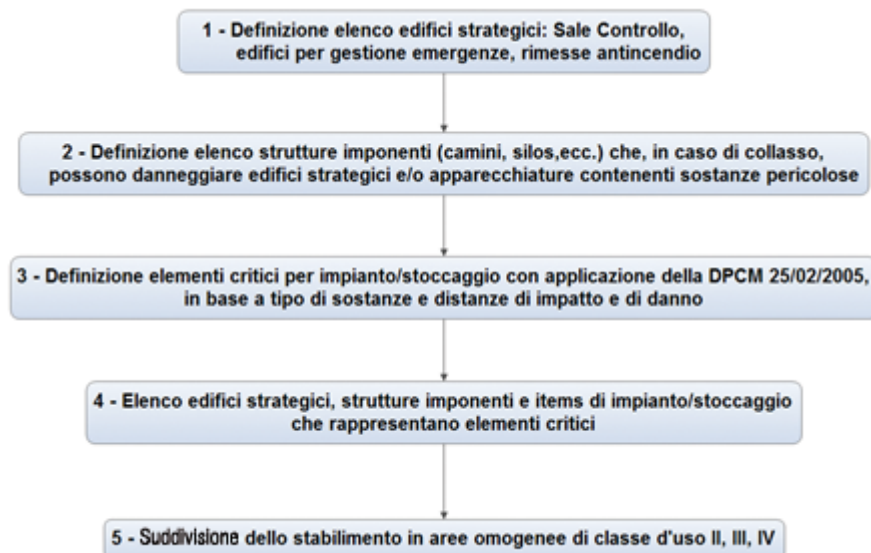 1 - Definizione elenco edifici strategici: Sale Controllo,
edifici per gestione emergenze, rimesse antincendio
2 - Definizione elenco strutture imponenti (camini, silos,ecc.) che, in caso di collasso,
possono danneggiare edifici strategici e/o apparecchiature contenenti sostanze pericolose
3 - Definizione elementi critici per impianto/stoccaggio con applicazione della DPCM 25/02/2005,
in base a tipo di sostanze e distanze di impatto e di danno
4 - Elenco edifici strategici, strutture imponenti e items di impianto/stoccaggio
che rappresentano elementi critici
5 - Suddivisione dello stabilimento in aree omogenee di classe d'uso II, III, IV